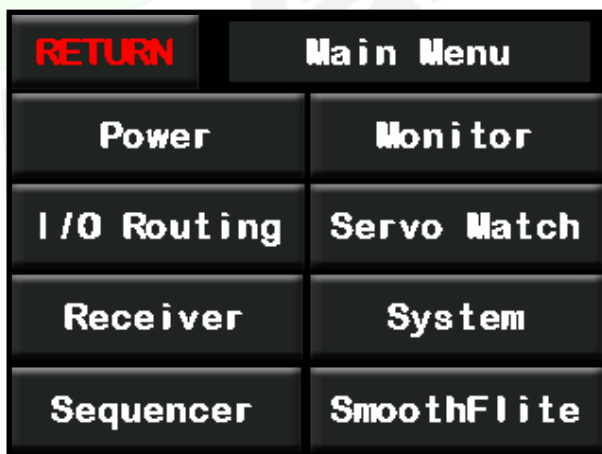 RETURN Main Menu
Power Monitor
I/O Routing Servo Match
Receiver System
Sequencer SmoothFlite